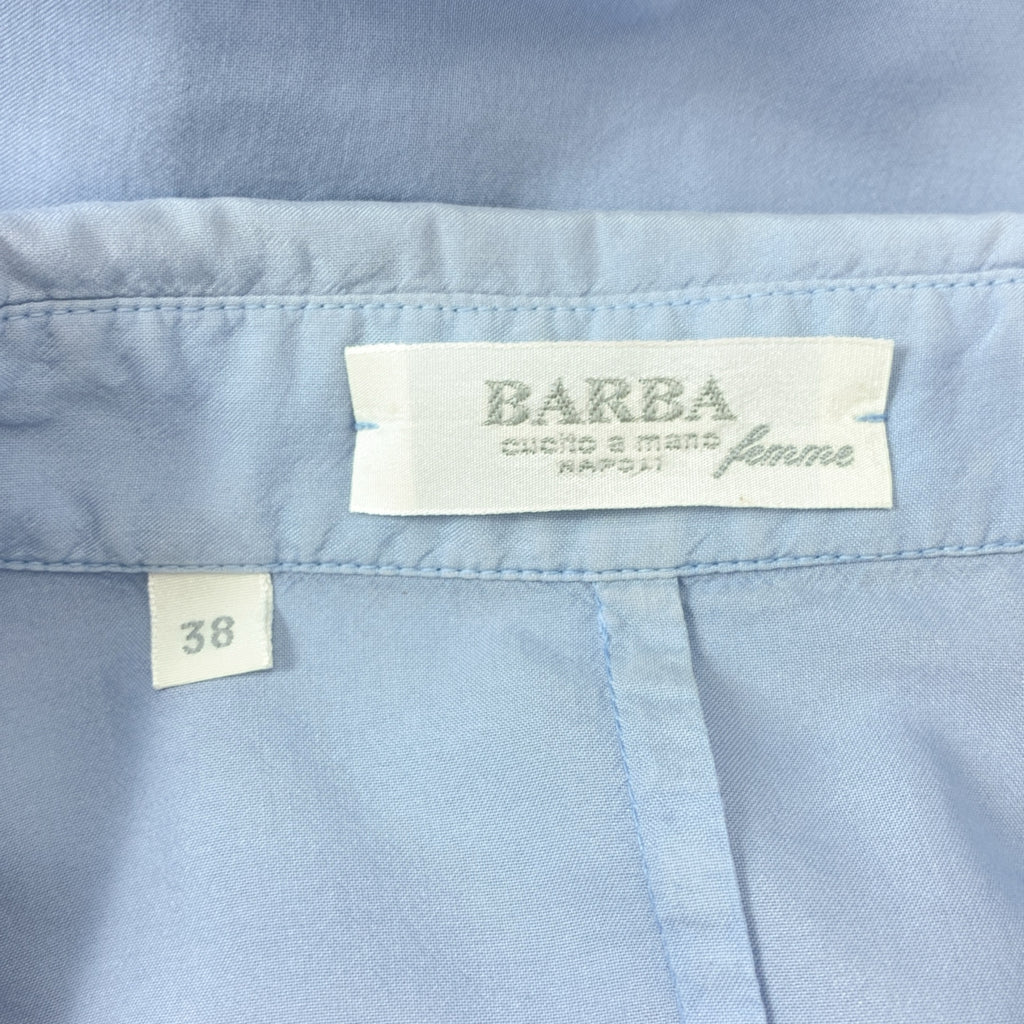 BARBA
cucito a mano
femme
NAPOLI
38